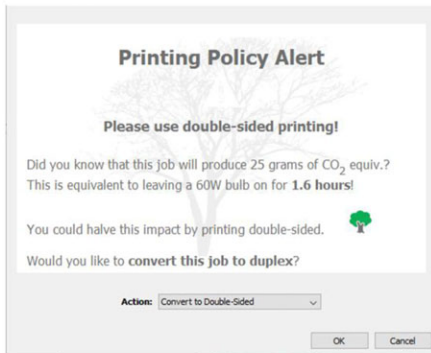 Printing Policy Alert
Please use double-sided printing!
Did you know that this job will produce 25 grams of CO₂ equiv.?
This is equivalent to leaving a 60W bulb on for 1.6 hours!
You could halve this impact by printing double-sided.
Would you like to convert this job to duplex?
Action: Convert to Double-Sided
OK Cancel